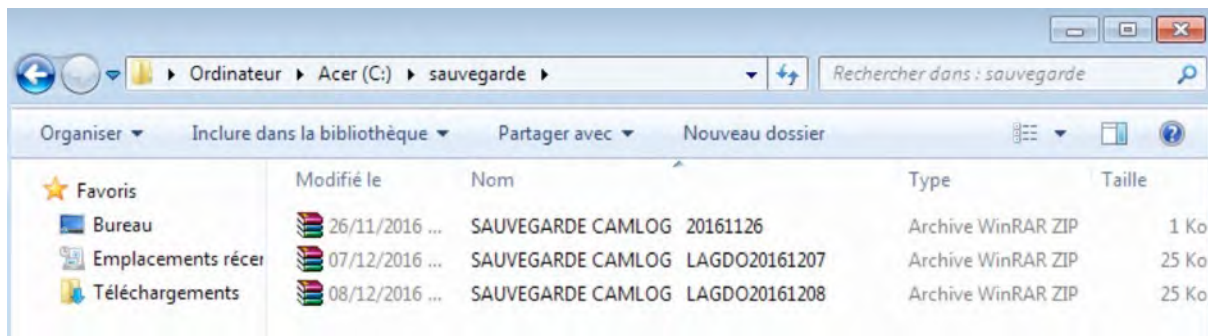 Ordinateur Acer (C:) sauvegarde Rechercher dans : sauvegarde
Organiser Inclure dans la bibliothèque Partager avec Nouveau dossier
Favoris Modifié le Nom Type Taille
Bureau 26/11/2016 ... SAUVEGARDE CAMLOG 20161126 Archive WinRAR ZIP 1 Ko
Emplacements récer 07/12/2016 ... SAUVEGARDE CAMLOG LAGDO20161207 Archive WinRAR ZIP 25 Ko
Téléchargements 08/12/2016 ... SAUVEGARDE CAMLOG LAGDO20161208 Archive WinRAR ZIP 25 Ko